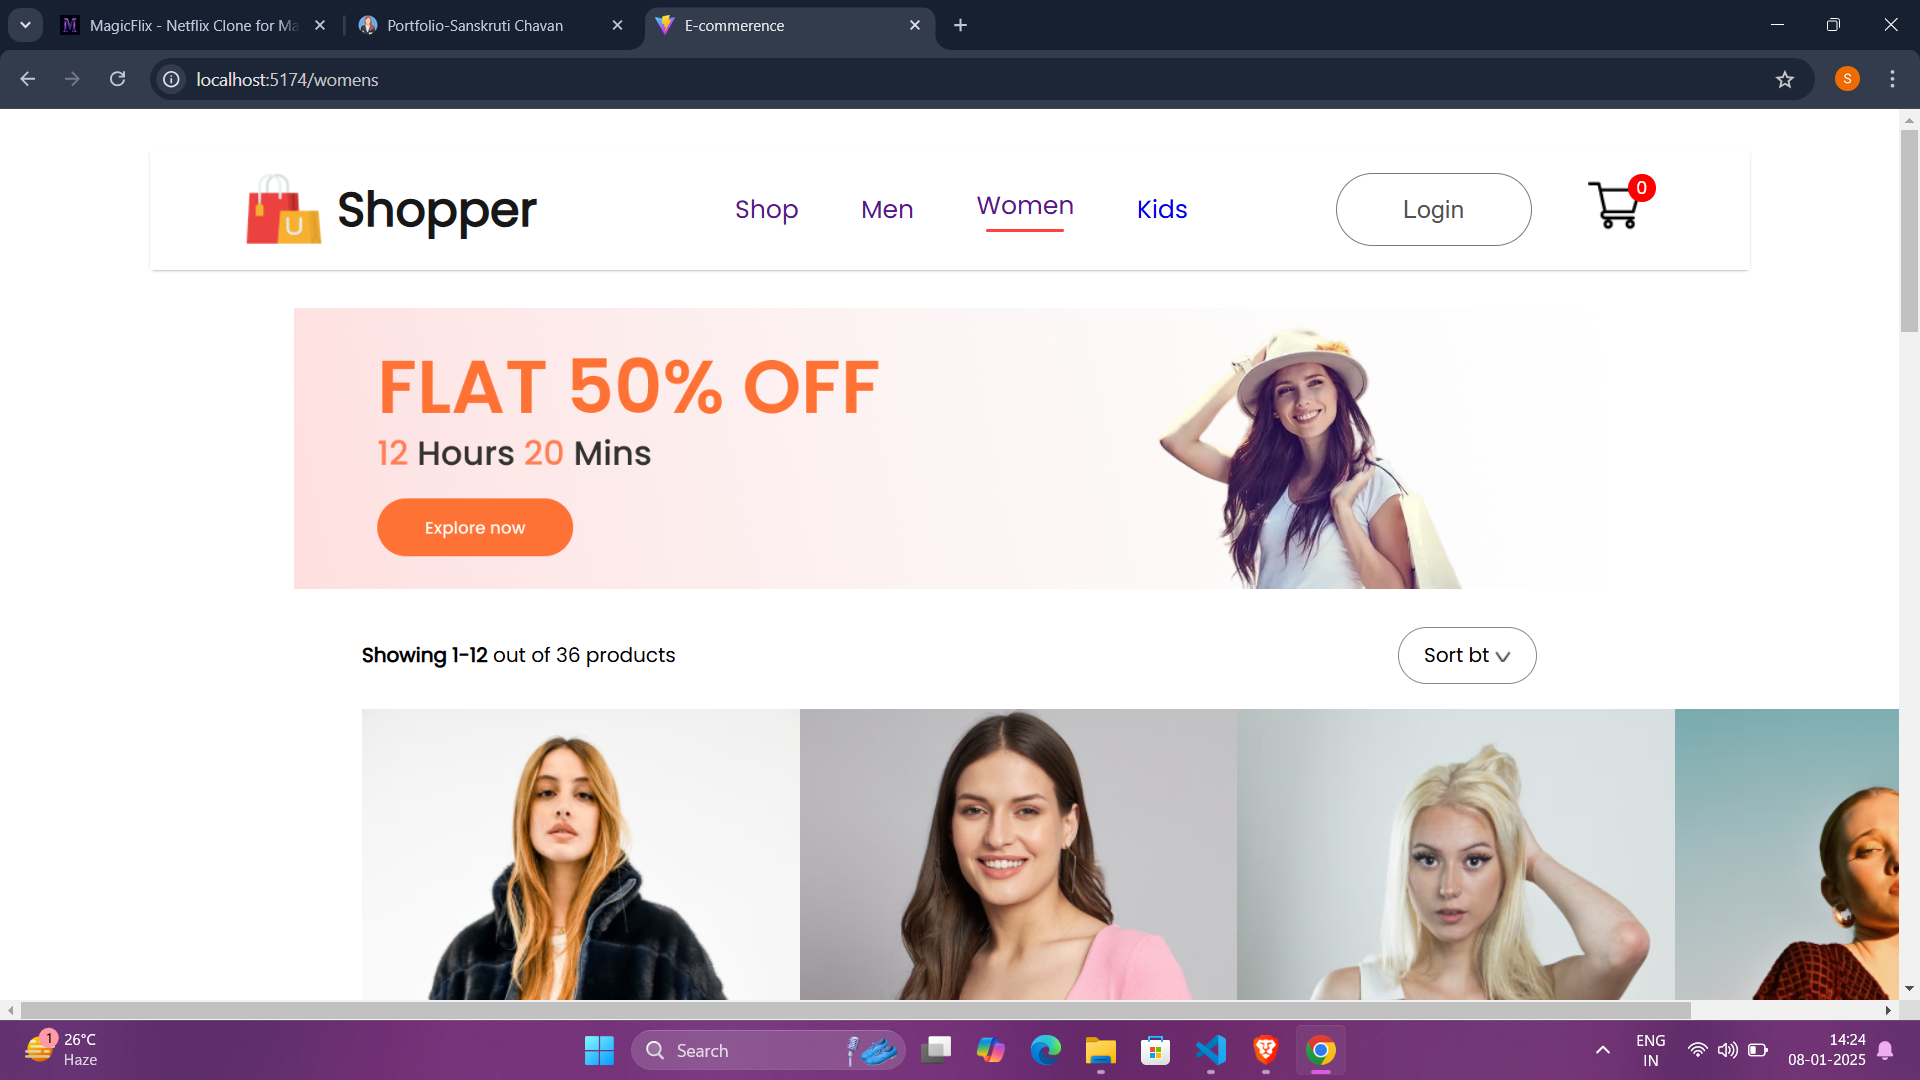 MagicFlix - Netflix Clone for Ma
Portfolio-Sanskruti Chavan
E-commerence
localhost:5174/womens
S
U
Shopper
Shop
Men
Women
Kids
Login
0
FLAT 50% OFF
12 Hours 20 Mins
Explore now
Showing 1-12 out of 36 products
Sort bt
1
26°C
Haze
Search
ENG
IN
14:24
08-01-2025